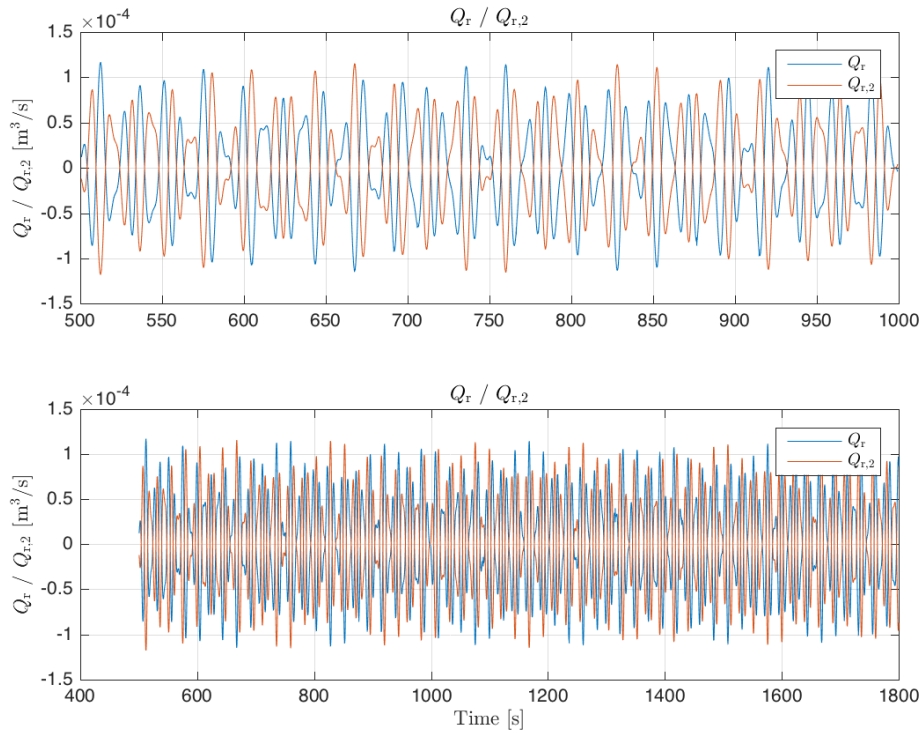 ×10⁻⁴
Q_r / Q_r,2
1.5
1
0.5
0
-0.5
-1
-1.5
Q_r / Q_r,2 [m³/s]
Q_r
Q_r,2
500 550 600 650 700 750 800 850 900 950 1000
×10⁻⁴
Q_r / Q_r,2
1.5
1
0.5
0
-0.5
-1
-1.5
Q_r / Q_r,2 [m³/s]
Q_r
Q_r,2
400 600 800 1000 1200 1400 1600 1800
Time [s]